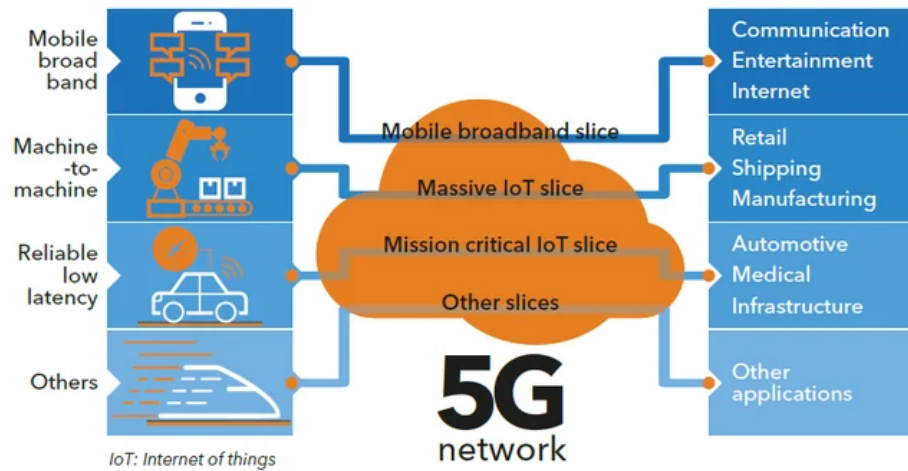 Mobile
broad
band
Machine
-to-
machine
Reliable
low
latency
Others
IoT: Internet of things
Mobile broadband slice
Massive IoT slice
Mission critical IoT slice
Other slices
5G
network
Communication
Entertainment
Internet
Retail
Shipping
Manufacturing
Automotive
Medical
Infrastructure
Other
applications